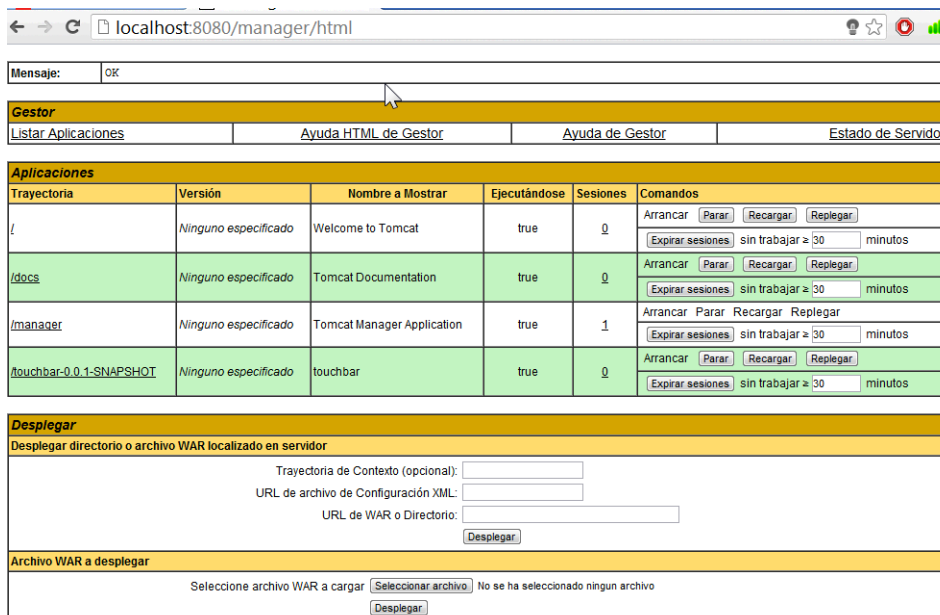 localhost:8080/manager/html
Mensaje: OK
Gestor
Listar Aplicaciones Ayuda HTML de Gestor Ayuda de Gestor Estado de Servido
Aplicaciones
Trayectoria Versión Nombre a Mostrar Ejecutándose Sesiones Comandos
/ Ninguno especificado Welcome to Tomcat true 0 Arrancar Parar Recargar Replegar
Expirar sesiones sin trabajar ≥ 30 minutos
/docs Ninguno especificado Tomcat Documentation true 0 Arrancar Parar Recargar Replegar
Expirar sesiones sin trabajar ≥ 30 minutos
/manager Ninguno especificado Tomcat Manager Application true 1 Arrancar Parar Recargar Replegar
Expirar sesiones sin trabajar ≥ 30 minutos
/touchbar-0.0.1-SNAPSHOT Ninguno especificado touchbar true 0 Arrancar Parar Recargar Replegar
Expirar sesiones sin trabajar ≥ 30 minutos
Desplegar
Desplegar directorio o archivo WAR localizado en servidor
Trayectoria de Contexto (opcional):
URL de archivo de Configuración XML:
URL de WAR o Directorio:
Desplegar
Archivo WAR a desplegar
Seleccione archivo WAR a cargar Seleccionar archivo No se ha seleccionado ningun archivo
Desplegar